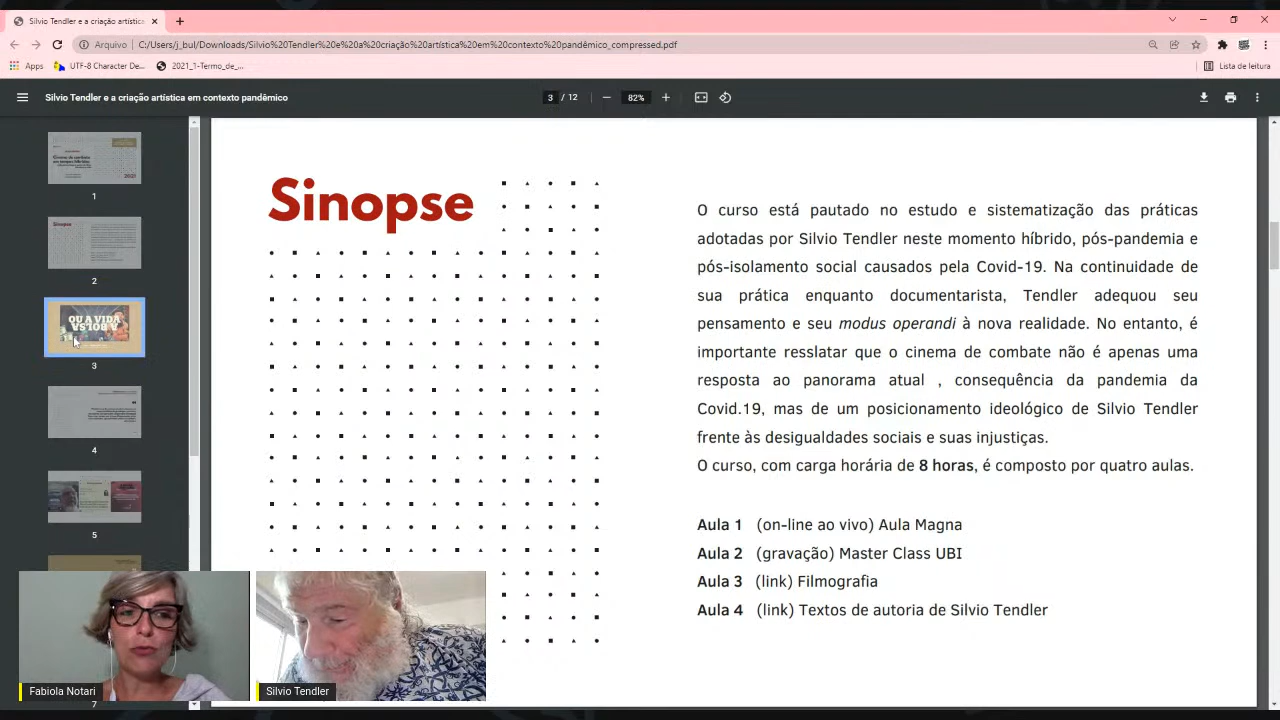 Silvio Tendler e a criação artística
Arquivo
C:/Users/j_bul/Downloads/Silvio%20Tendler%20e%20a%20criação%20artística%20em%20contexto%20pandêmico_compressed.pdf
Apps
UTF-8 Character De...
2021_1-Termo_de_...
Lista de leitura
Silvio Tendler e a criação artística em contexto pandêmico
3 / 12
82%
Sinopse
1
Sinopse
2
OU A VIDA
3
4
5
7
O curso está pautado no estudo e sistematização das práticas
adotadas por Silvio Tendler neste momento híbrido, pós-pandemia e
pós-isolamento social causados pela Covid-19. Na continuidade de
sua prática enquanto documentarista, Tendler adequou seu
pensamento e seu modus operandi à nova realidade. No entanto, é
importante resslatar que o cinema de combate não é apenas uma
resposta ao panorama atual , consequência da pandemia da
Covid.19, mas de um posicionamento ideológico de Silvio Tendler
frente às desigualdades sociais e suas injustiças.
O curso, com carga horária de 8 horas, é composto por quatro aulas.
Aula 1 (on-line ao vivo) Aula Magna
Aula 2 (gravação) Master Class UBI
Aula 3 (link) Filmografia
Aula 4 (link) Textos de autoria de Silvio Tendler
Fabiola Notari
Silvio Tendler